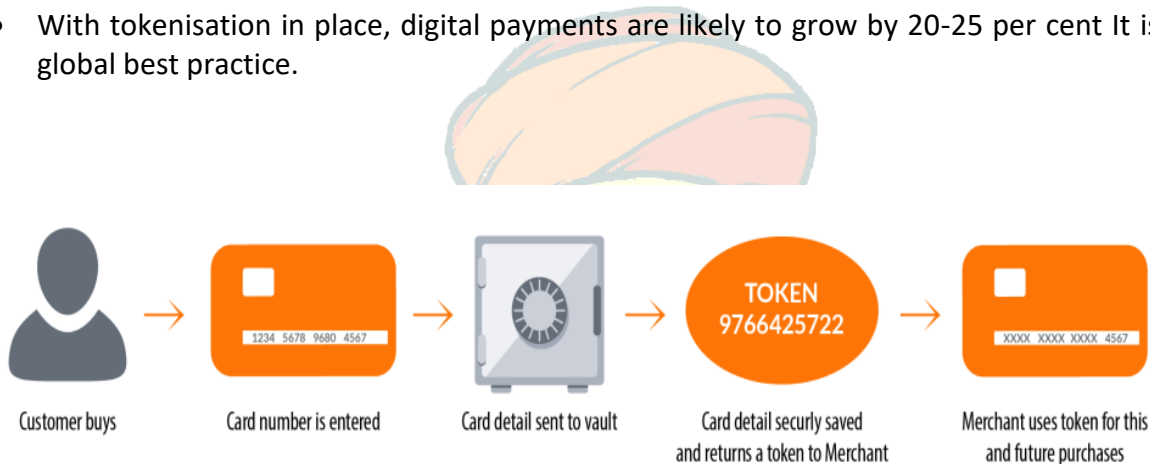 With tokenisation in place, digital payments are likely to grow by 20-25 per cent It is
global best practice.
1234 5678 9680 4567
TOKEN
9766425722
XXXX XXXX XXXX 4567
Customer buys
Card number is entered
Card detail sent to vault
Card detail securly saved
and returns a token to Merchant
Merchant uses token for this
and future purchases